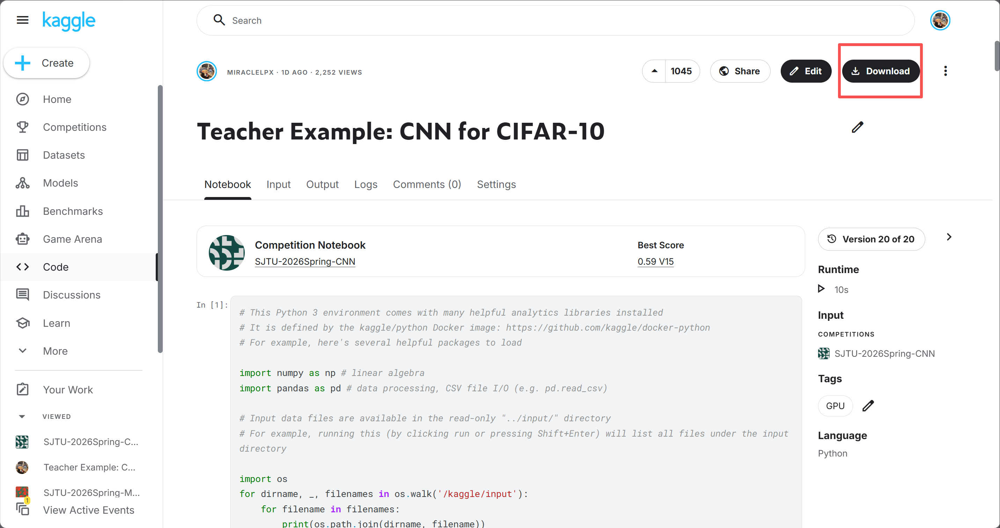 kaggle
Search
Create
Home
Competitions
Datasets
Models
Benchmarks
Game Arena
Code
Discussions
Learn
More
Your Work
VIEWED
SJTU-2026Spring-C...
Teacher Example: C...
SJTU-2026Spring-M...
1
View Active Events
MIRACLELPX · 1D AGO · 2,252 VIEWS
1045
Share
Edit
Download
Teacher Example: CNN for CIFAR-10
Notebook Input Output Logs Comments (0) Settings
Competition Notebook
SJTU-2026Spring-CNN
Best Score
0.59 V15
In [1]:
# This Python 3 environment comes with many helpful analytics libraries installed
# It is defined by the kaggle/python Docker image: https://github.com/kaggle/docker-python
# For example, here's several helpful packages to load
import numpy as np # linear algebra
import pandas as pd # data processing, CSV file I/O (e.g. pd.read_csv)
# Input data files are available in the read-only "../input/" directory
# For example, running this (by clicking run or pressing Shift+Enter) will list all files under the input
directory
import os
for dirname, _, filenames in os.walk('/kaggle/input'):
    for filename in filenames:
        print(os.path.join(dirname, filename))
Version 20 of 20
Runtime
10s
Input
COMPETITIONS
SJTU-2026Spring-CNN
Tags
GPU
Language
Python